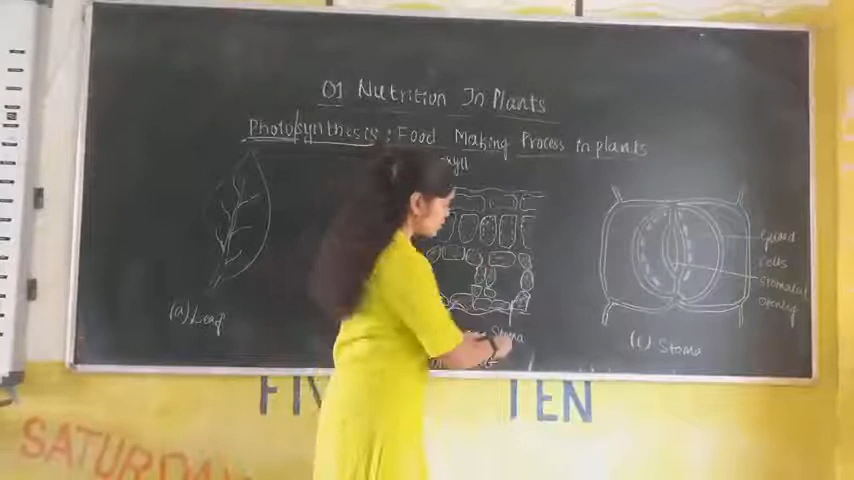 01 Nutrition In Plants
Photosynthesis : Food Making Process in plants
Guard
cells
stomatal
opening
Stoma
(a) Leaf
(c) Stoma
FIV
TEN
SATURDAY